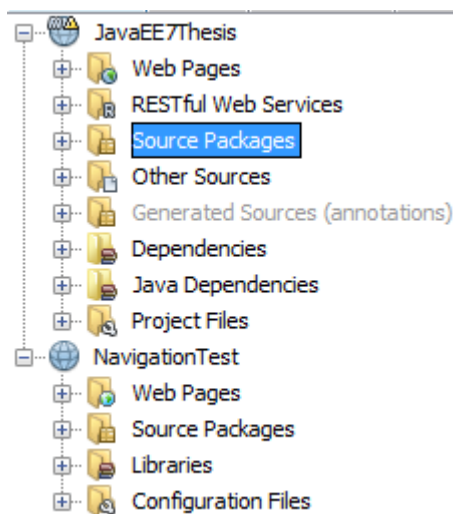 JavaEE7Thesis
Web Pages
RESTful Web Services
Source Packages
Other Sources
Generated Sources (annotations)
Dependencies
Java Dependencies
Project Files
NavigationTest
Web Pages
Source Packages
Libraries
Configuration Files